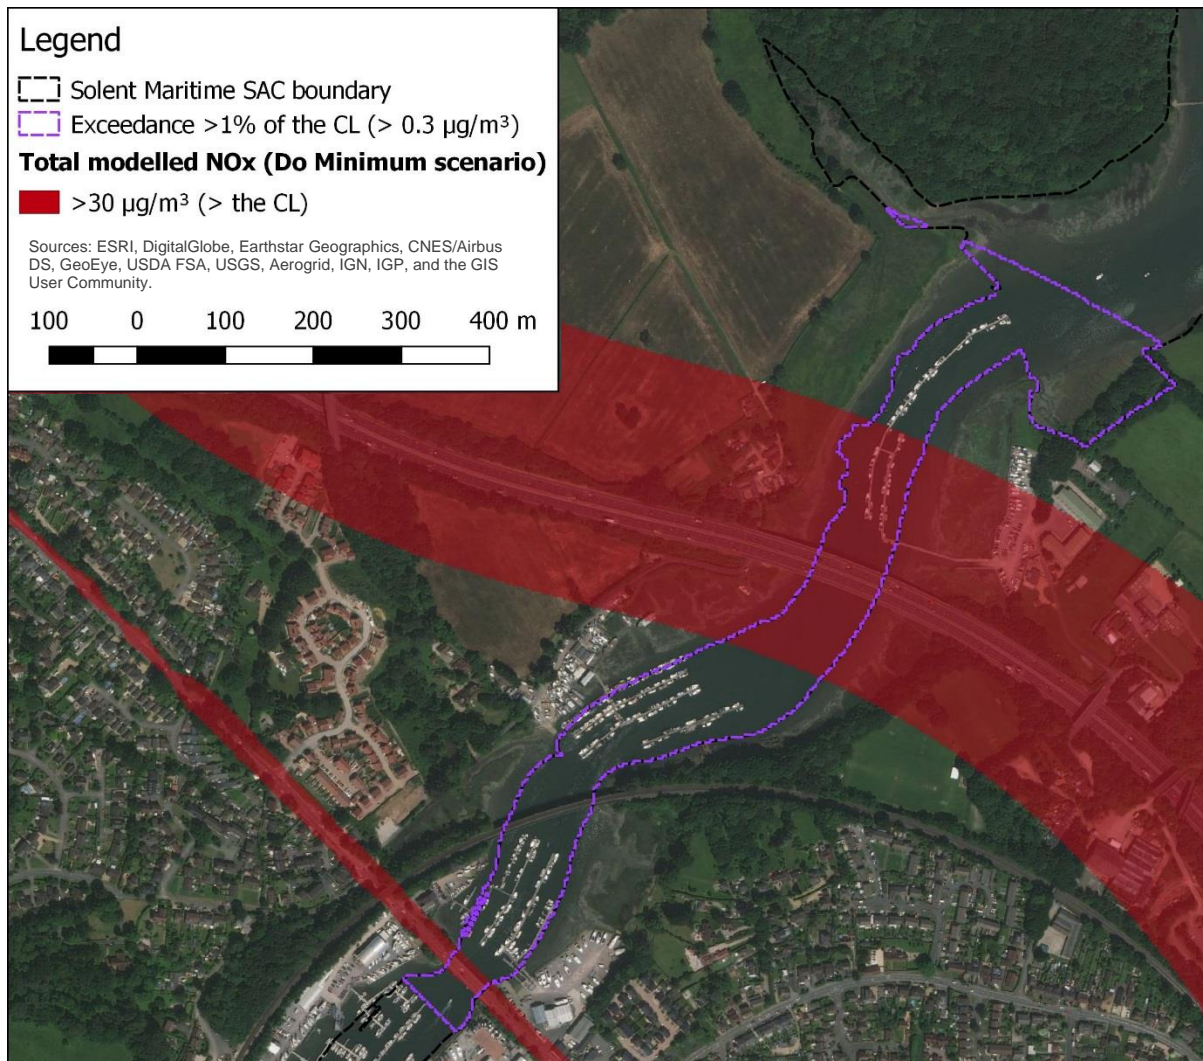 Legend
Solent Maritime SAC boundary
Exceedance >1% of the CL (> 0.3 µg/m³)
Total modelled NOx (Do Minimum scenario)
>30 µg/m³ (> the CL)
Sources: ESRI, DigitalGlobe, Earthstar Geographics, CNES/Airbus
DS, GeoEye, USDA FSA, USGS, Aerogrid, IGN, IGP, and the GIS
User Community.
100 0 100 200 300 400 m